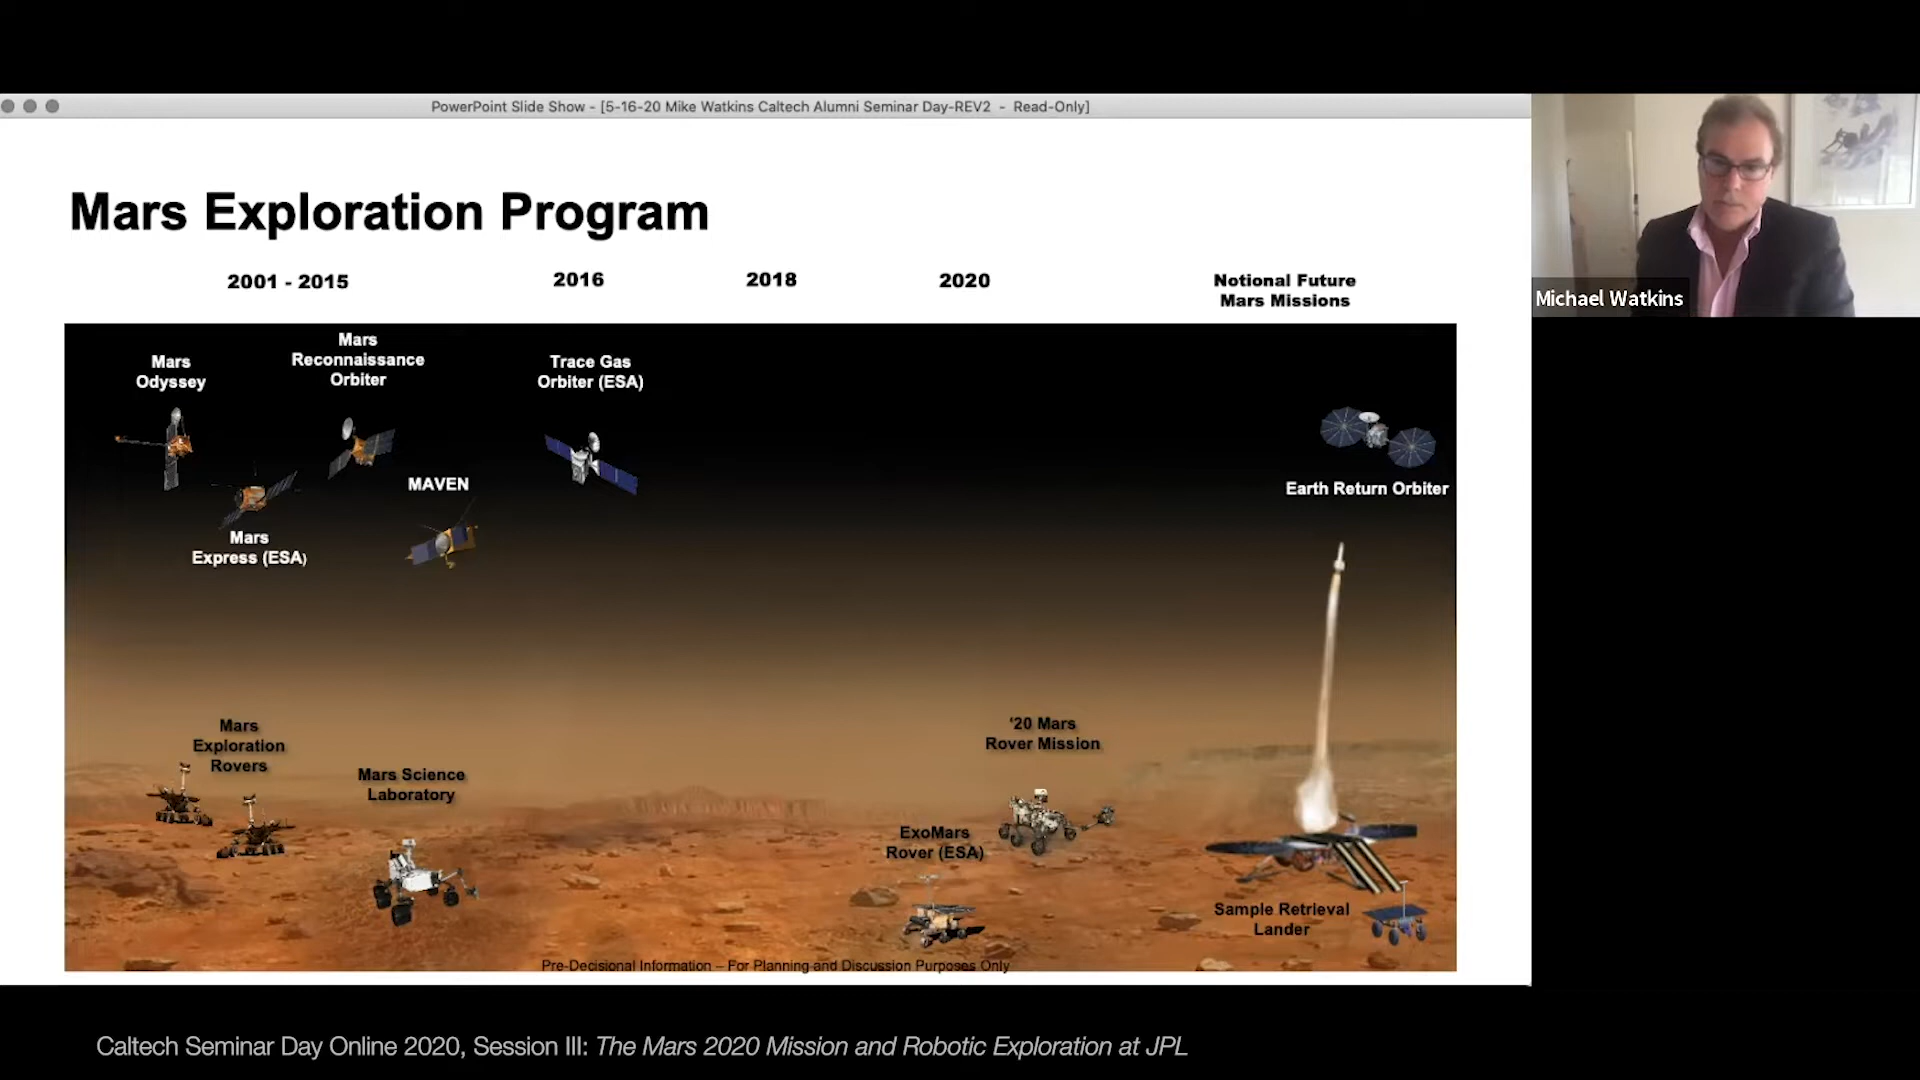 PowerPoint Slide Show - [5-16-20 Mike Watkins Caltech Alumni Seminar Day-REV2 - Read-Only]
Mars Exploration Program
2001 - 2015
2016
2018
2020
Notional Future
Mars Missions
Mars
Odyssey
Mars
Reconnaissance
Orbiter
Trace Gas
Orbiter (ESA)
MAVEN
Mars
Express (ESA)
Earth Return Orbiter
Mars
Exploration
Rovers
Mars Science
Laboratory
'20 Mars
Rover Mission
ExoMars
Rover (ESA)
Sample Retrieval
Lander
Pre-Decisional Information – For Planning and Discussion Purposes Only
Michael Watkins
Caltech Seminar Day Online 2020, Session III: The Mars 2020 Mission and Robotic Exploration at JPL